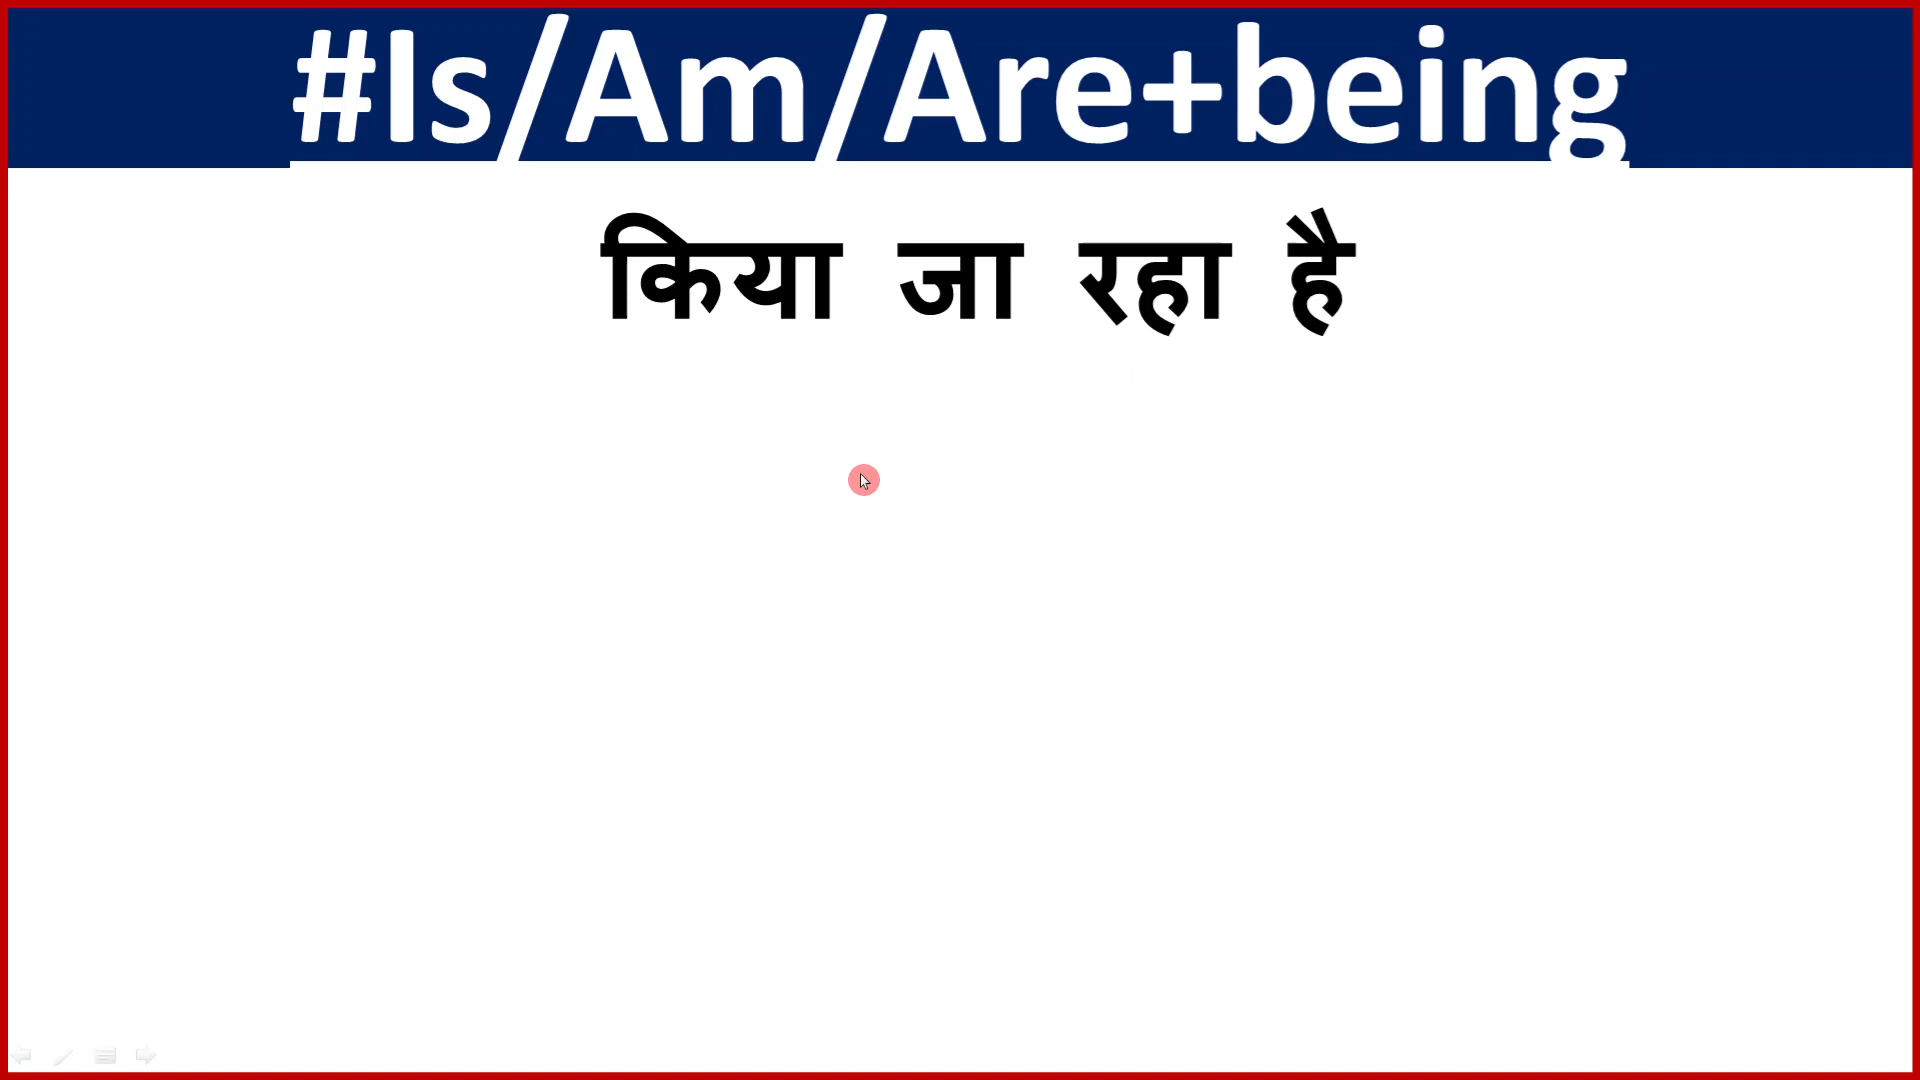 #Is/Am/Are+being
किया जा रहा है